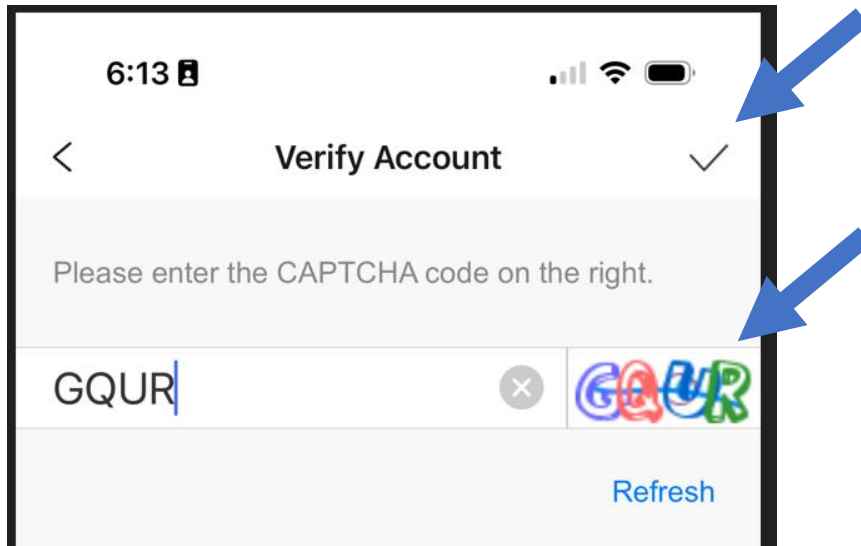 6:13
Verify Account
Please enter the CAPTCHA code on the right.
GQUR GQUR
Refresh